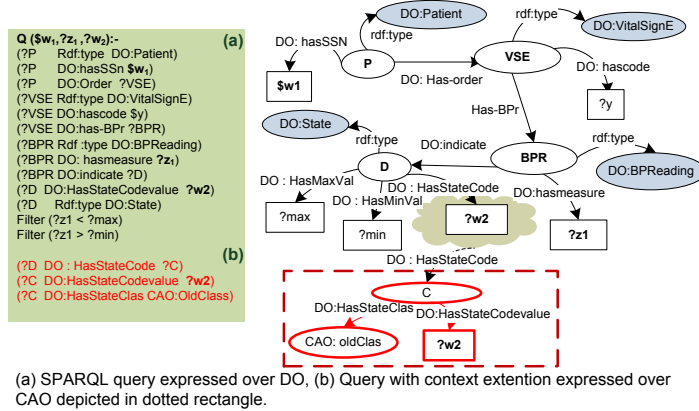 Q ($w1,?z1 ,?w2):-
(a)
(?P Rdf:type DO:Patient)
(?P DO:hasSSn $w1)
(?P DO:Order ?VSE)
(?VSE Rdf:type DO:VitalSignE)
(?VSE DO:hascode $y)
(?VSE DO:has-BPr ?BPR)
(?BPR Rdf :type DO:BPReading)
(?BPR DO: hasmeasure ?z1)
(?BPR DO:indicate ?D)
(?D DO:HasStateCodevalue ?w2)
(?D Rdf:type DO:State)
Filter (?z1 < ?max)
Filter (?z1 > ?min)
(b)
(?D DO : HasStateCode ?C)
(?C DO:HasStateCodevalue ?w2)
(?C DO:HasStateClas CAO:OldClass)
DO:Patient
rdf:type
DO:VitalSignE
DO: hasSSN
rdf:type
P
VSE
DO: Has-order
DO: hascode
$w1
?y
Has-BPr
DO:State
rdf:type
DO:indicate
rdf:type
D
BPR
DO:BPReading
DO : HasMaxVal
DO : HasStateCode
DO:hasmeasure
DO : HasMinVal
?max
?min
?w2
?z1
DO : HasStateCode
C
DO:HasStateClas
DO:HasStateCodevalue
CAO: oldClas
?w2
(a) SPARQL query expressed over DO, (b) Query with context extention expressed over
CAO depicted in dotted rectangle.